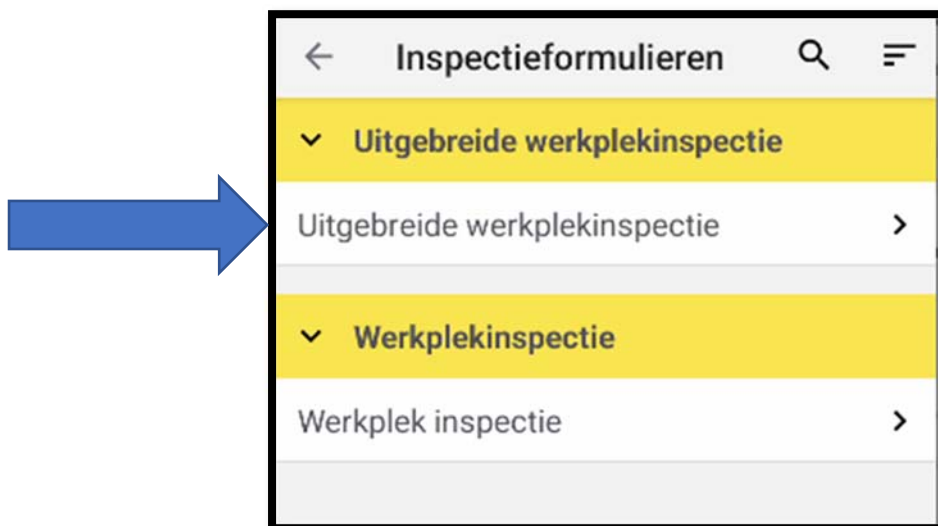 Inspectieformulieren
Uitgebreide werkplekinspectie
Uitgebreide werkplekinspectie
Werkplekinspectie
Werkplek inspectie